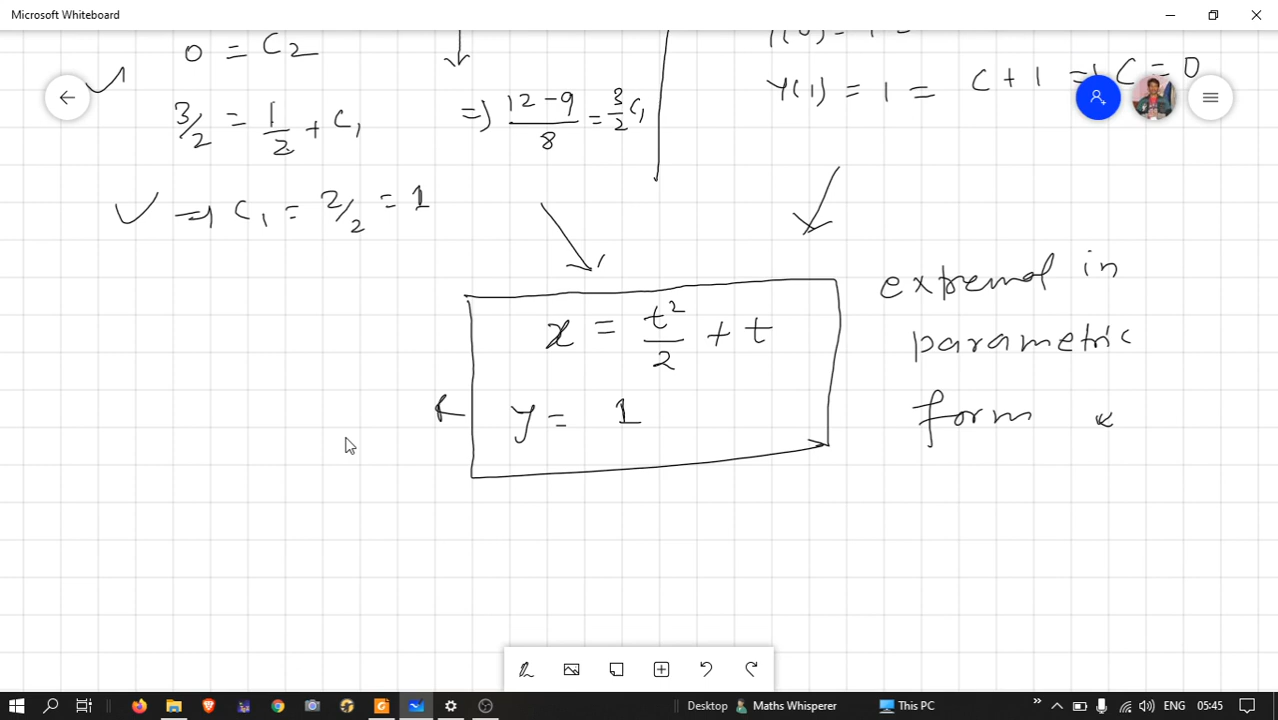 Microsoft Whiteboard
0 = C2
3/2 = 1/2 + C1
=> (12-9)/8 = 3/2 C1
=> C1 = 2/2 = 1
Y(1) = 1 = C + 1 => C = 0
x = t²/2 + t
y = 1
extremal in
parametric
form
Desktop
Maths Whisperer
This PC
ENG
05:45